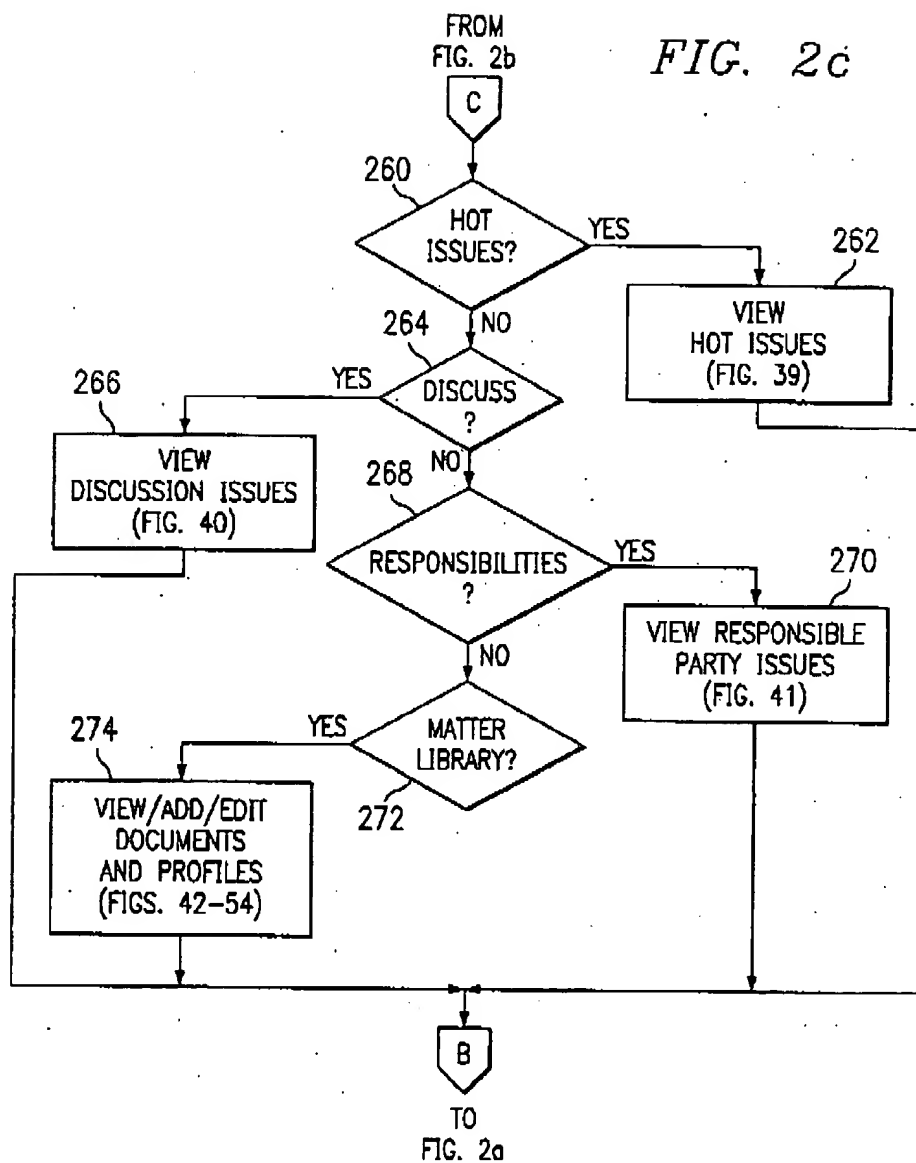 FROM
FIG. 2b
FIG. 2c
C
260
HOT
ISSUES?
YES
262
VIEW
HOT ISSUES
(FIG. 39)
NO
264
YES
DISCUSS
?
266
VIEW
DISCUSSION ISSUES
(FIG. 40)
NO
268
RESPONSIBILITIES
?
YES
270
VIEW RESPONSIBLE
PARTY ISSUES
(FIG. 41)
NO
YES
MATTER
LIBRARY?
272
274
VIEW/ADD/EDIT
DOCUMENTS
AND PROFILES
(FIGS. 42-54)
B
TO
FIG. 2a